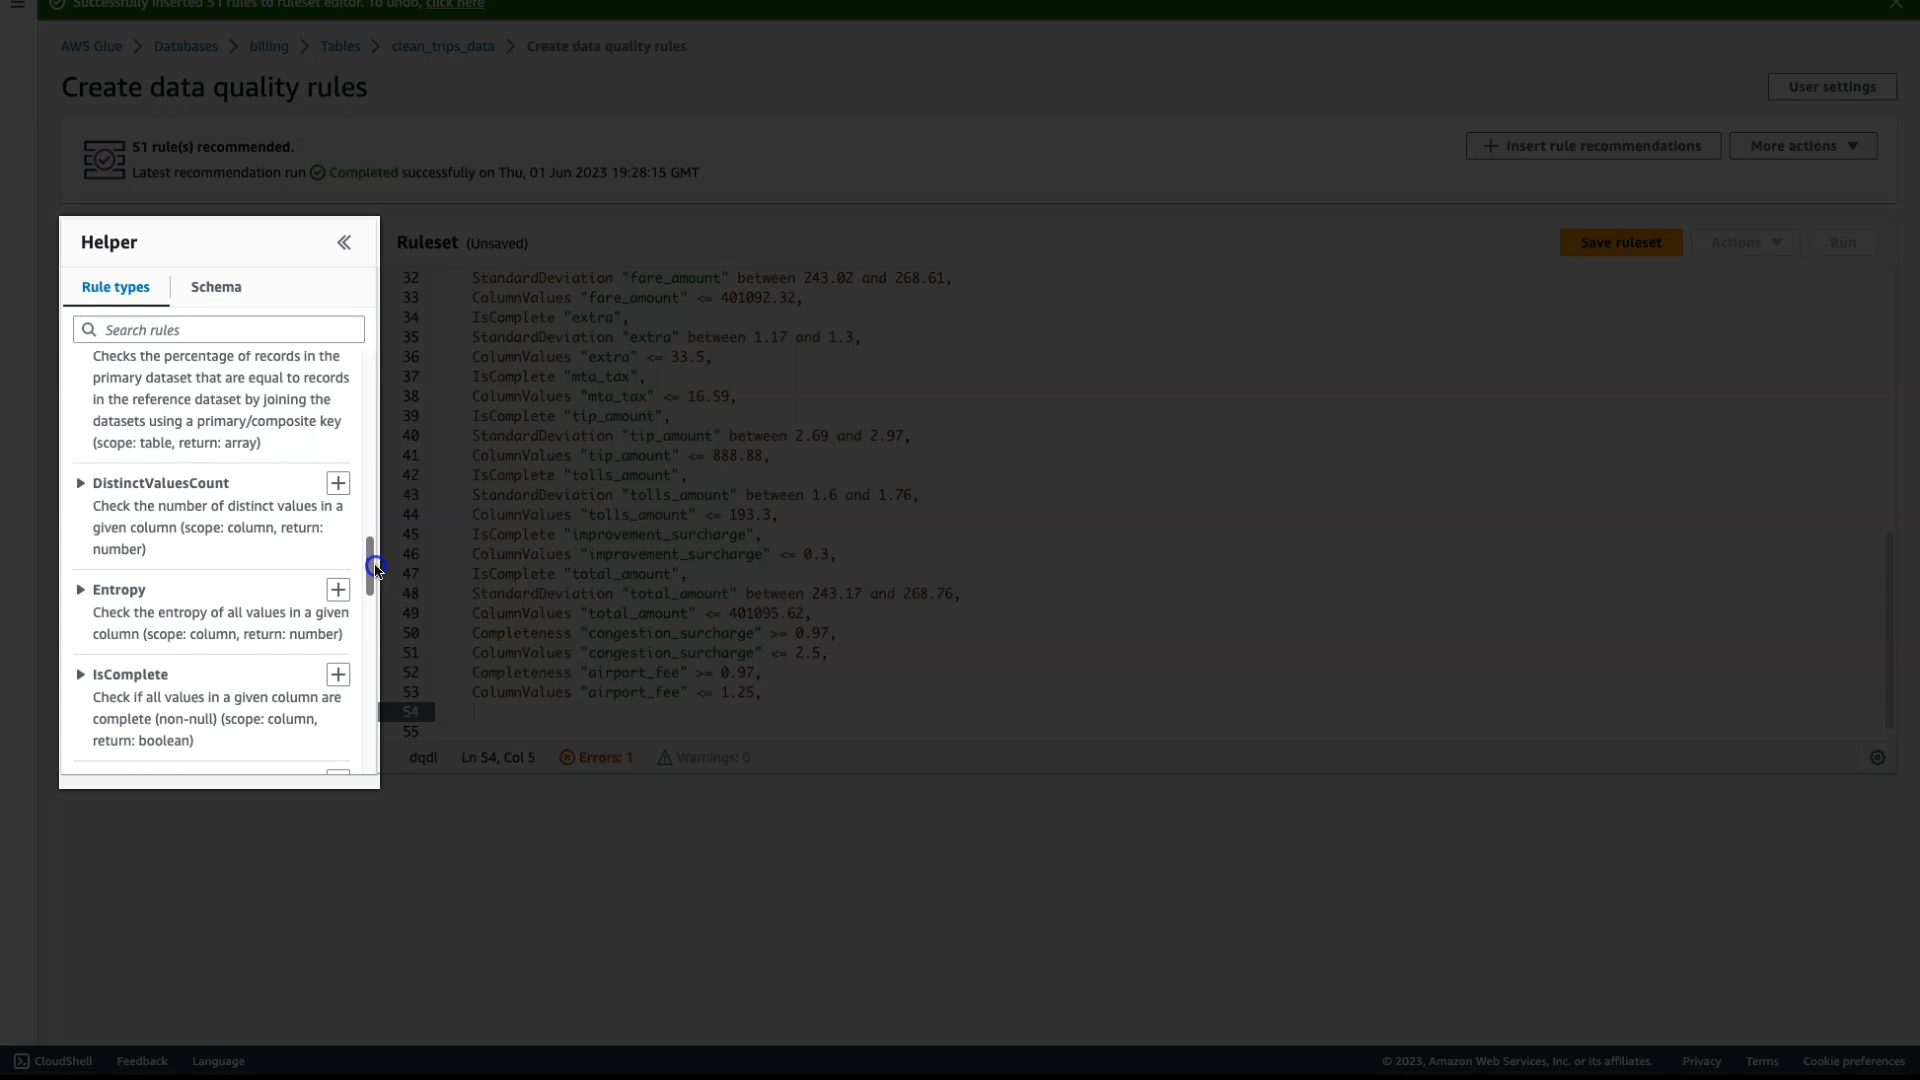 Successfully inserted 51 rules to ruleset editor. To undo, click here
AWS Glue > Databases > billing > Tables > clean_trips_data > Create data quality rules
Create data quality rules
User settings
51 rule(s) recommended.
Latest recommendation run Completed successfully on Thu, 01 Jun 2023 19:28:15 GMT
Insert rule recommendations
More actions
Helper
Rule types
Schema
Search rules
Checks the percentage of records in the
primary dataset that are equal to records
in the reference dataset by joining the
datasets using a primary/composite key
(scope: table, return: array)
DistinctValuesCount
Check the number of distinct values in a
given column (scope: column, return:
number)
Entropy
Check the entropy of all values in a given
column (scope: column, return: number)
IsComplete
Check if all values in a given column are
complete (non-null) (scope: column,
return: boolean)
Ruleset (Unsaved)
Save ruleset
Actions
Run
32 StandardDeviation "fare_amount" between 243.02 and 268.61,
33 ColumnValues "fare_amount" <= 401092.32,
34 IsComplete "extra",
35 StandardDeviation "extra" between 1.17 and 1.3,
36 ColumnValues "extra" <= 33.5,
37 IsComplete "mta_tax",
38 ColumnValues "mta_tax" <= 16.59,
39 IsComplete "tip_amount",
40 StandardDeviation "tip_amount" between 2.69 and 2.97,
41 ColumnValues "tip_amount" <= 888.88,
42 IsComplete "tolls_amount",
43 StandardDeviation "tolls_amount" between 1.6 and 1.76,
44 ColumnValues "tolls_amount" <= 193.3,
45 IsComplete "improvement_surcharge",
46 ColumnValues "improvement_surcharge" <= 0.3,
47 IsComplete "total_amount",
48 StandardDeviation "total_amount" between 243.17 and 268.76,
49 ColumnValues "total_amount" <= 401095.62,
50 Completeness "congestion_surcharge" >= 0.97,
51 ColumnValues "congestion_surcharge" <= 2.5,
52 Completeness "airport_fee" >= 0.97,
53 ColumnValues "airport_fee" <= 1.25,
54
55
dqdl Ln 54, Col 5 Errors: 1 Warnings: 0
CloudShell Feedback Language
© 2023, Amazon Web Services, Inc. or its affiliates. Privacy Terms Cookie preferences